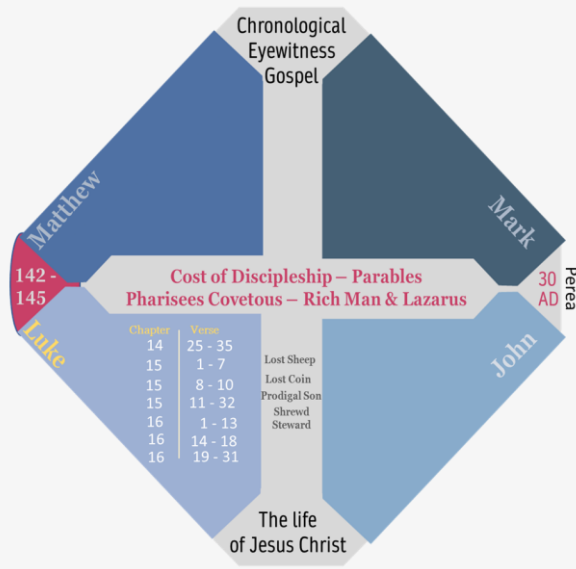 Chronological
Eyewitness
Gospel
Matthew
Mark
142 -
145
Cost of Discipleship – Parables
Pharisees Covetous – Rich Man & Lazarus
30
AD
Perea
Luke
John
Chapter Verse
14 25 - 35
15 1 - 7
15 8 - 10
15 11 - 32
16 1 - 13
16 14 - 18
16 19 - 31
Lost Sheep
Lost Coin
Prodigal Son
Shrewd
Steward
The life
of Jesus Christ